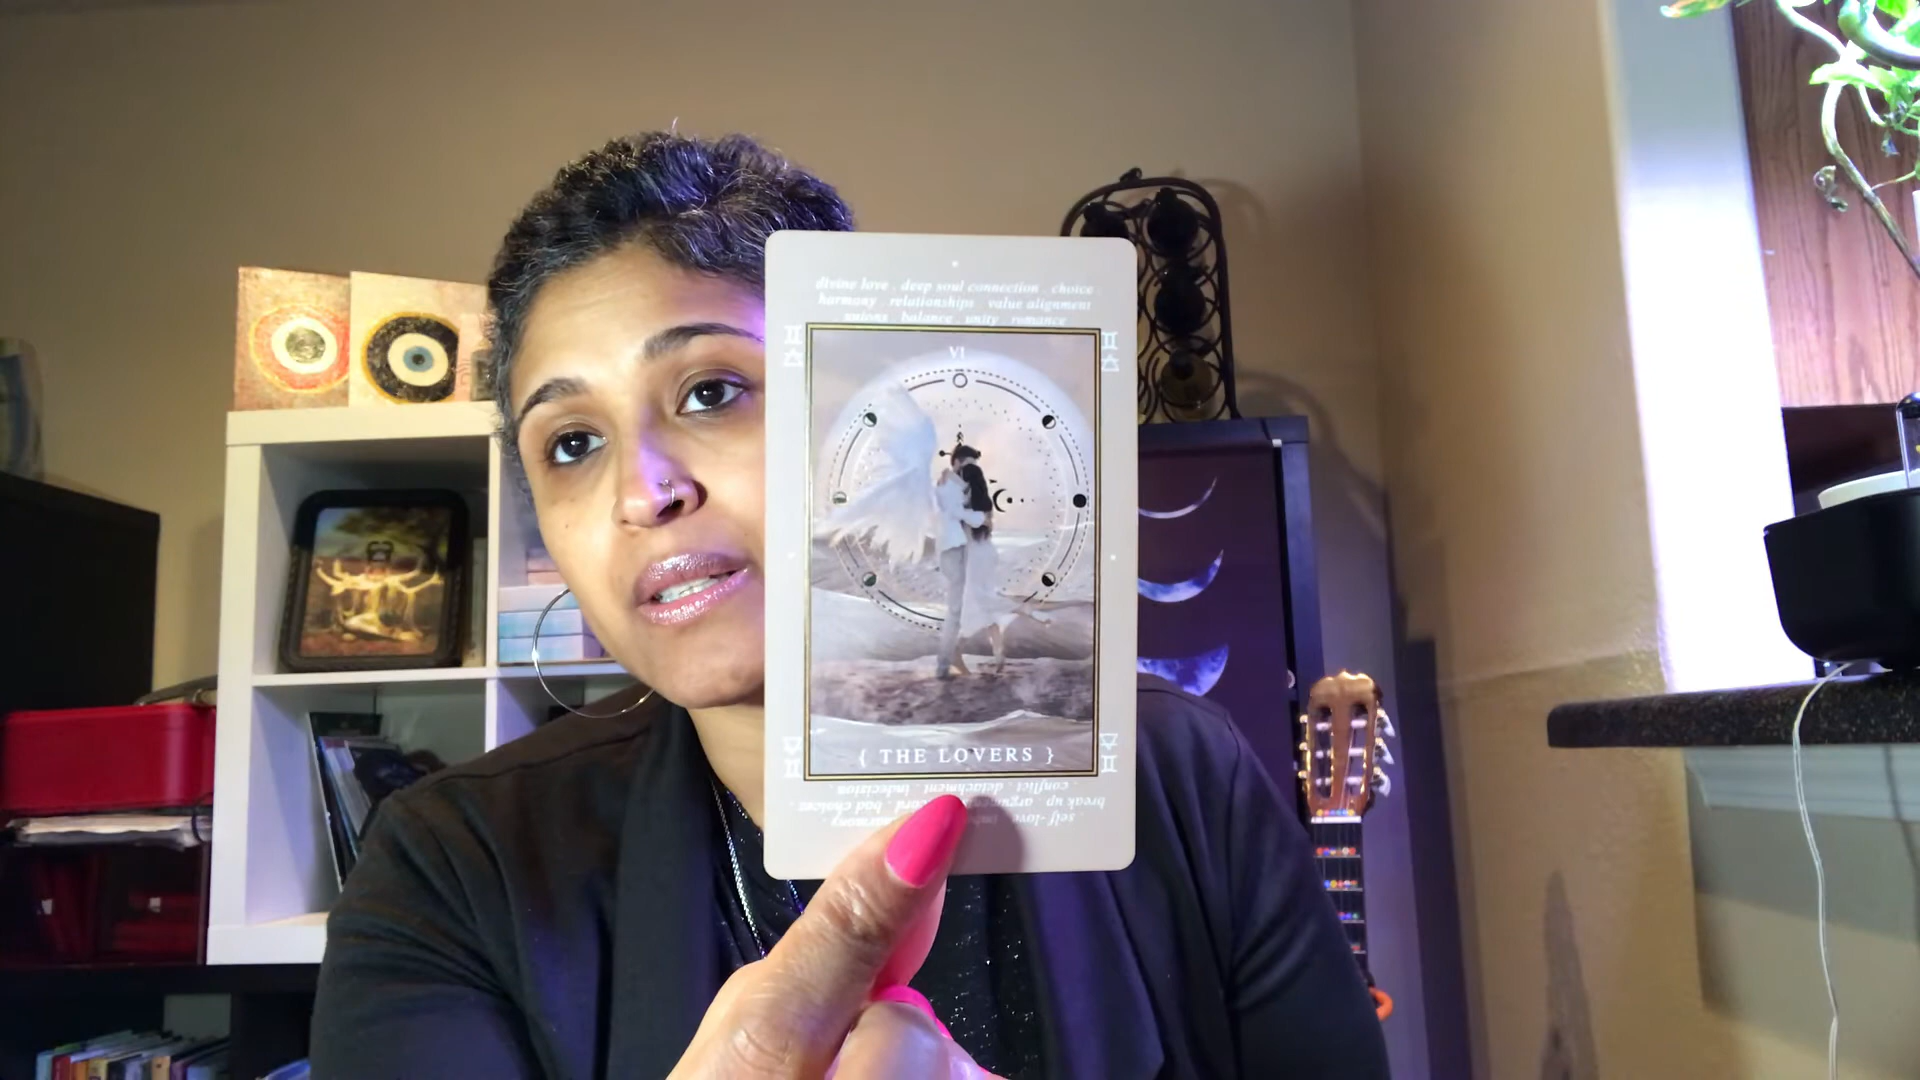 divine love . deep soul connection . choice
harmony . relationships . value alignment
unions . balance . unity . romance
VI
{ THE LOVERS }
conflict . detachment . indecision
break up . bad choices
self-love